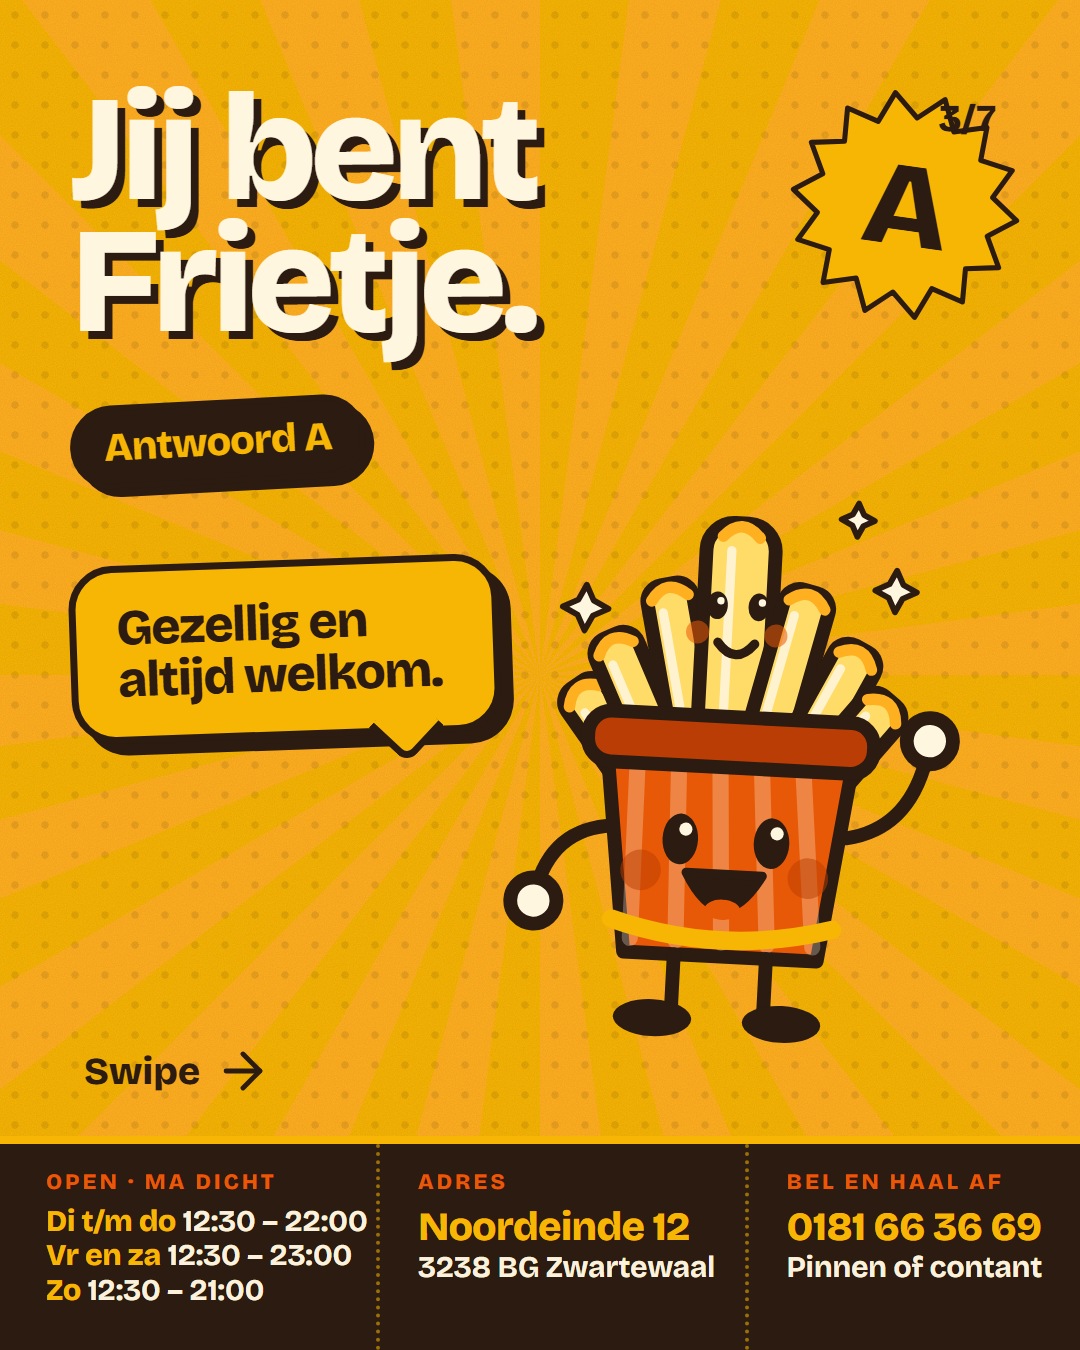 Jij bent
Frietje.
3/7
A
Antwoord A
Gezellig en
altijd welkom.
Swipe →
OPEN · MA DICHT
Di t/m do 12:30 – 22:00
Vr en za 12:30 – 23:00
Zo 12:30 – 21:00
ADRES
Noordeinde 12
3238 BG Zwartewaal
BEL EN HAAL AF
0181 66 36 69
Pinnen of contant